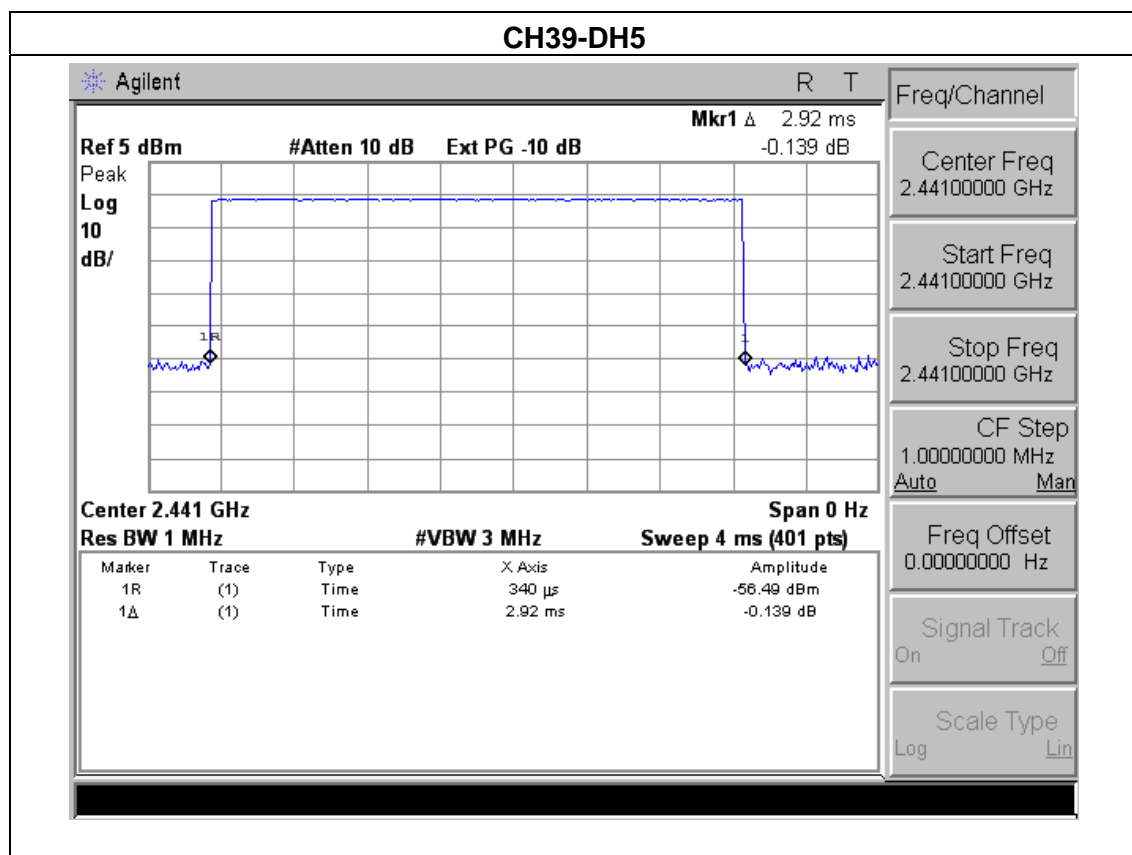 CH39-DH5
Agilent R T
Mkr1 Δ 2.92 ms
Ref 5 dBm #Atten 10 dB Ext PG -10 dB -0.139 dB
Peak
Log
10
dB/
1R
1
Center 2.441 GHz Span 0 Hz
Res BW 1 MHz #VBW 3 MHz Sweep 4 ms (401 pts)
Marker Trace Type X Axis Amplitude
1R (1) Time 340 µs -56.49 dBm
1Δ (1) Time 2.92 ms -0.139 dB
Freq/Channel
Center Freq
2.44100000 GHz
Start Freq
2.44100000 GHz
Stop Freq
2.44100000 GHz
CF Step
1.00000000 MHz
Auto Man
Freq Offset
0.00000000 Hz
Signal Track
On Off
Scale Type
Log Lin